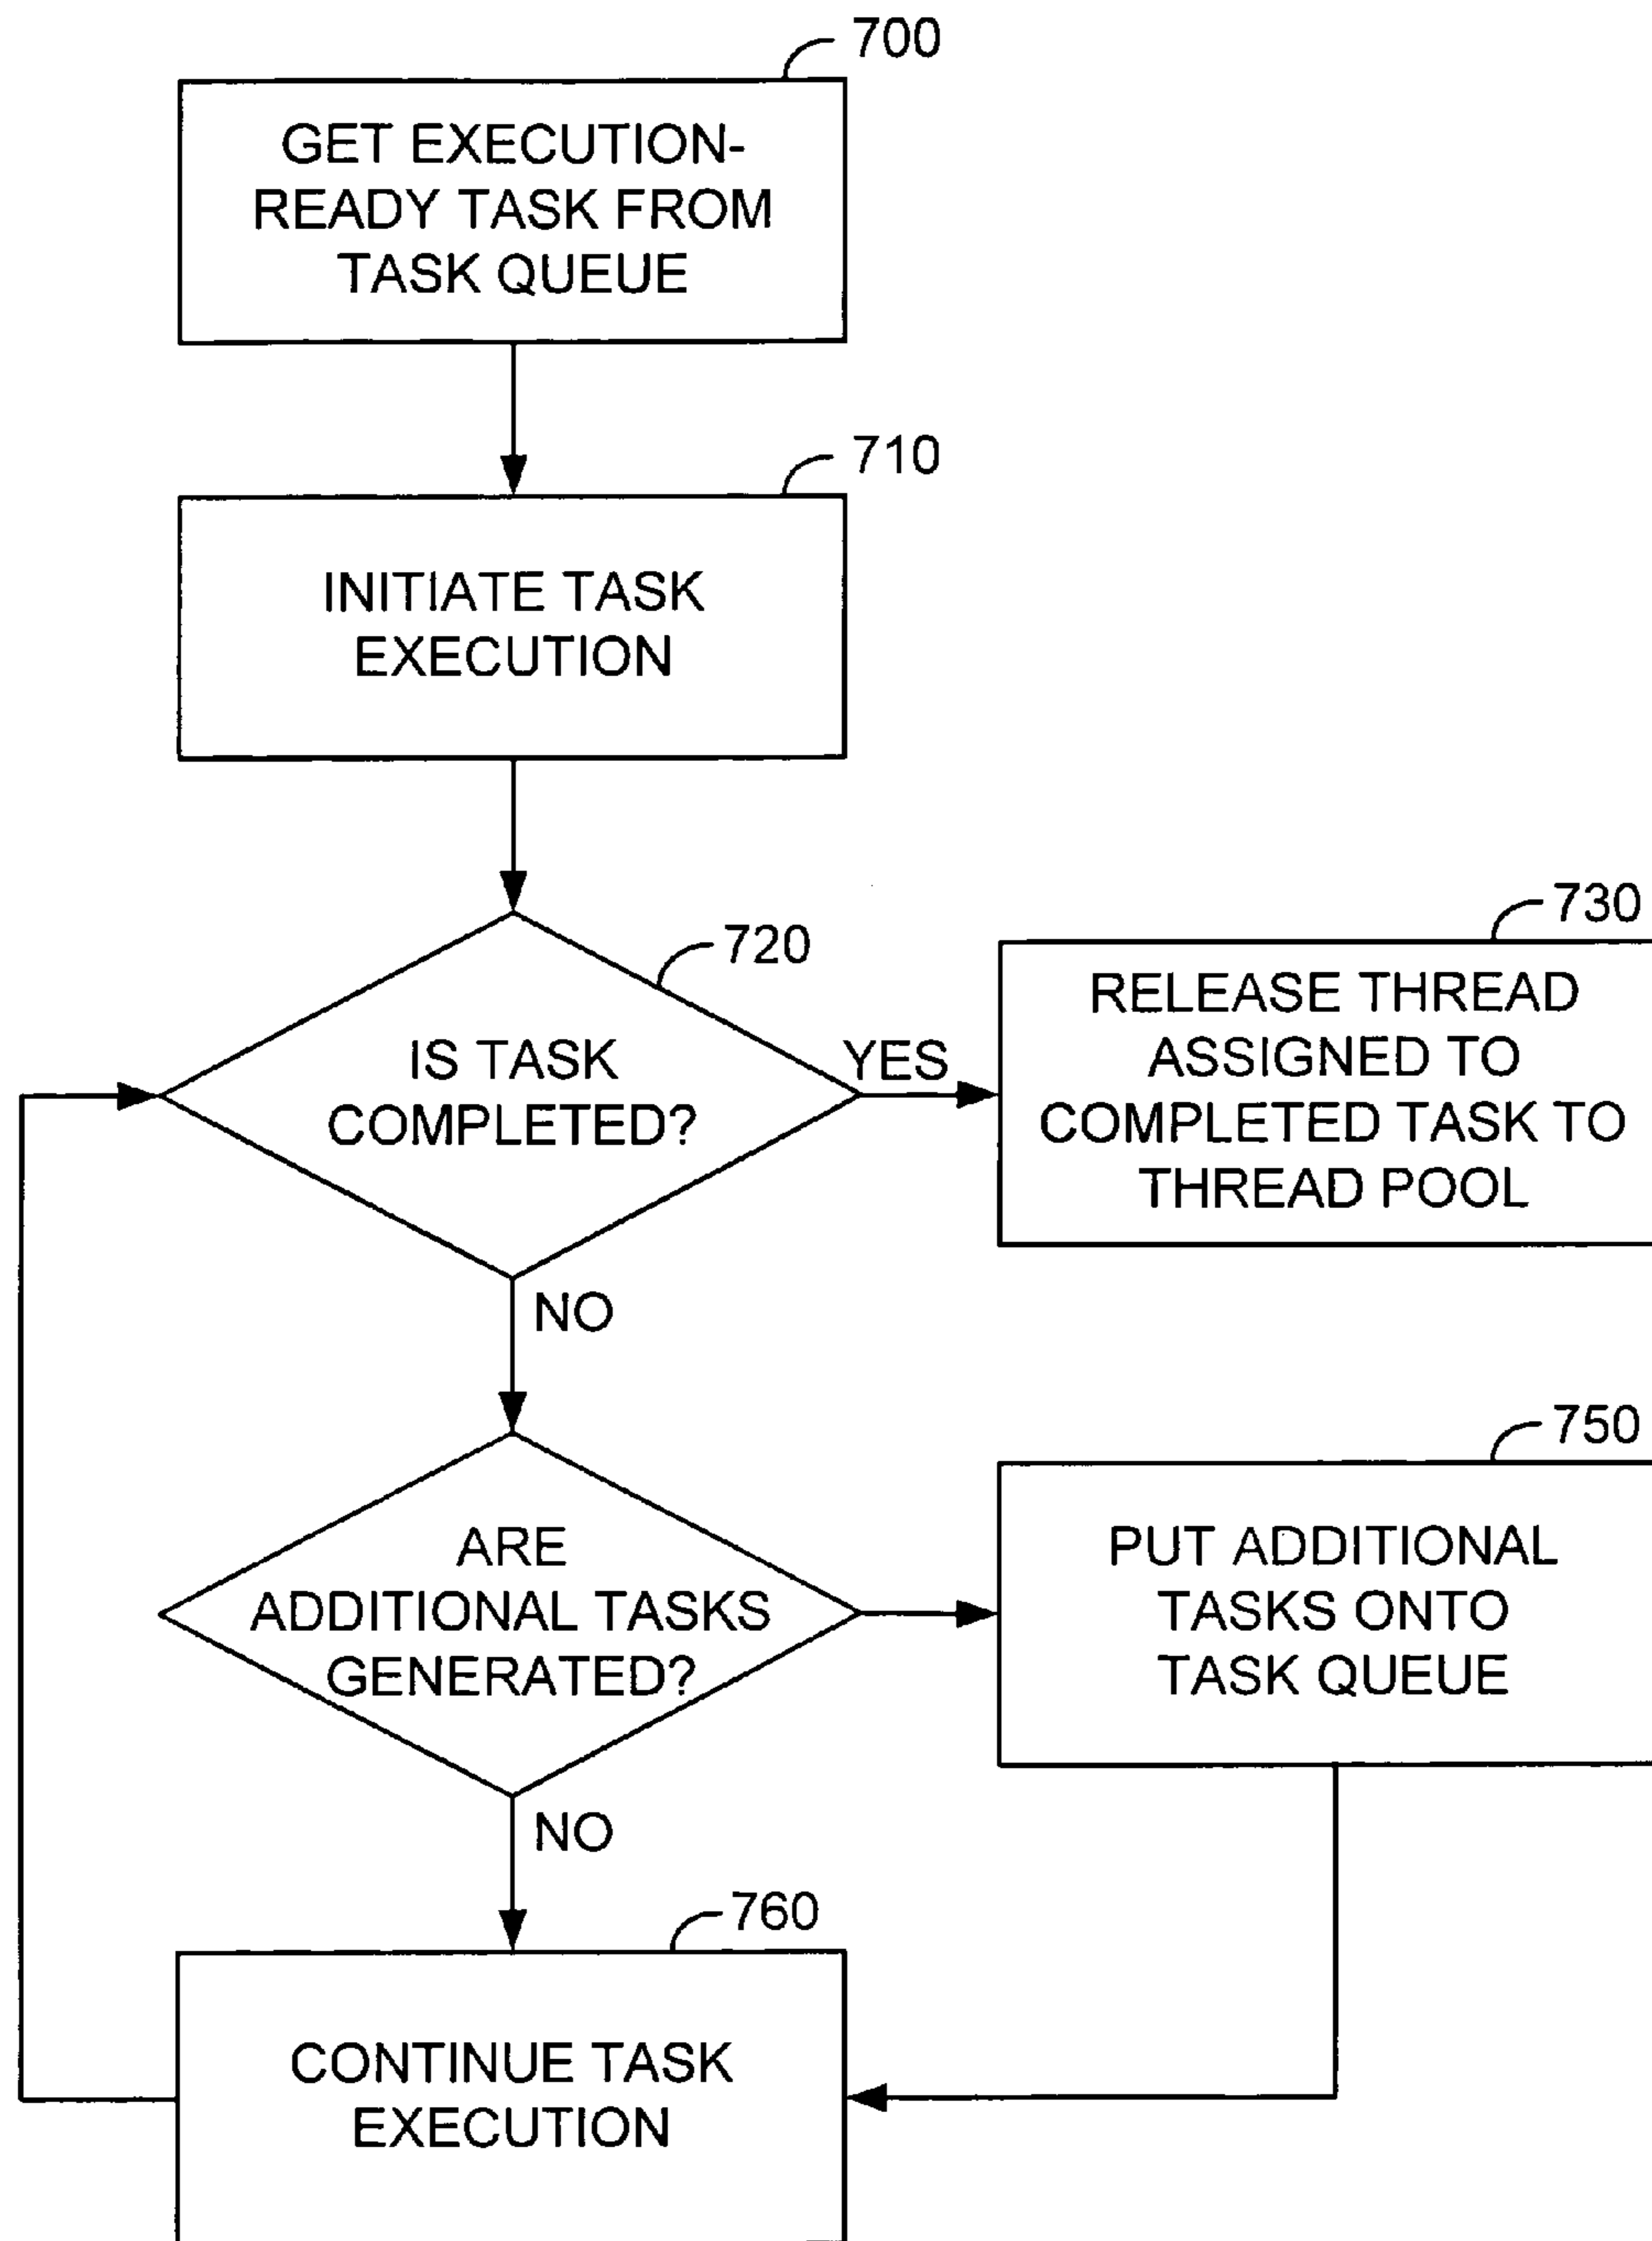 700
GET EXECUTION-
READY TASK FROM
TASK QUEUE
710
INITIATE TASK
EXECUTION
720
IS TASK
COMPLETED?
YES
730
RELEASE THREAD
ASSIGNED TO
COMPLETED TASK TO
THREAD POOL
NO
ARE
ADDITIONAL TASKS
GENERATED?
750
PUT ADDITIONAL
TASKS ONTO
TASK QUEUE
NO
760
CONTINUE TASK
EXECUTION